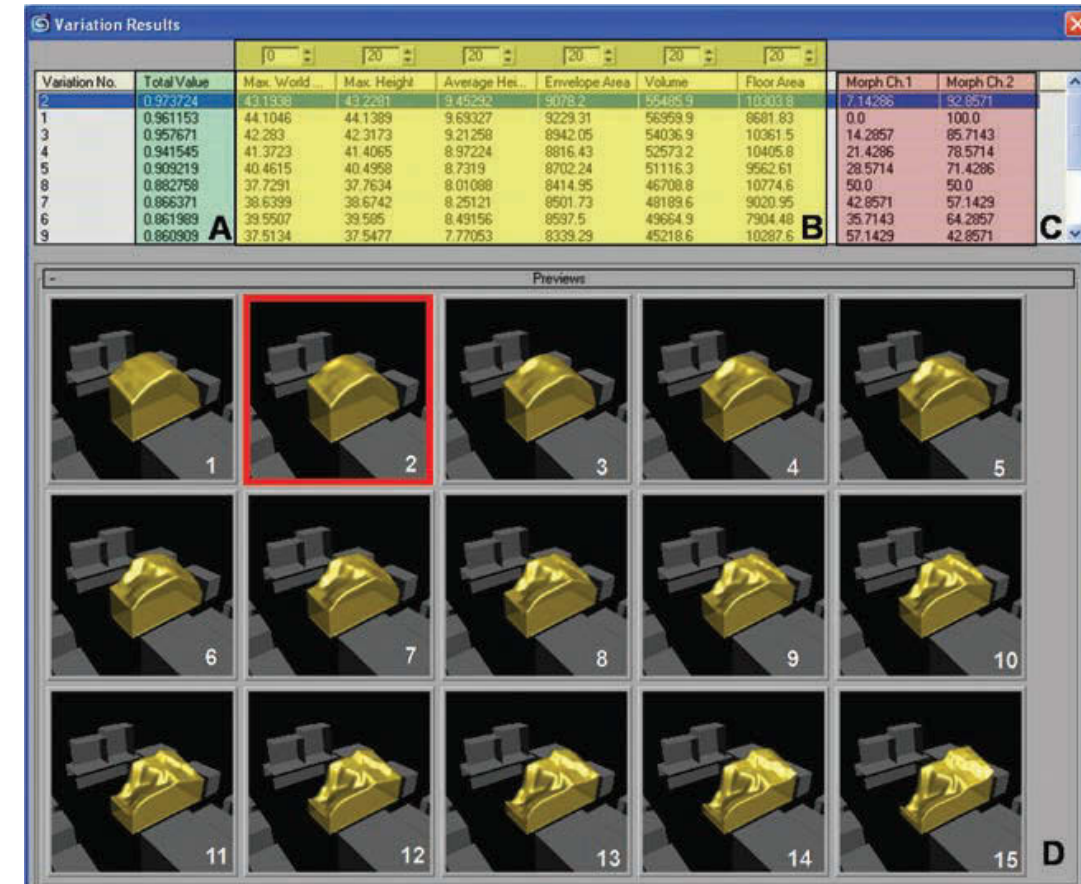 Variation Results
0 20 20 20 20 20
Variation No. Total Value Max. World ... Max. Height Average Hei... Envelope Area Volume Floor Area Morph Ch.1 Morph Ch.2
2 0.973724 43.1938 43.2281 9.45292 9078.2 55485.9 10303.8 7.14286 92.8571
1 0.961153 44.1046 44.1389 9.69327 9229.31 56959.9 8681.83 0.0 100.0
3 0.957671 42.283 42.3173 9.21258 8942.05 54036.9 10361.5 14.2857 85.7143
4 0.941545 41.3723 41.4065 8.97224 8816.43 52573.2 10405.8 21.4286 78.5714
5 0.909219 40.4615 40.4958 8.7319 8702.24 51116.3 9562.61 28.5714 71.4286
8 0.882758 37.7291 37.7634 8.01088 8414.95 46708.8 10774.6 50.0 50.0
7 0.866371 38.6399 38.6742 8.25121 8501.73 48189.6 9020.95 42.8571 57.1429
6 0.861989 39.5507 39.585 8.49156 8597.5 49664.9 7904.48 35.7143 64.2857
9 0.860909 A 37.5134 37.5477 7.77053 8339.29 45218.6 10287.6 B 57.1429 42.8571 C
- Previews
1 2 3 4 5
6 7 8 9 10
11 12 13 14 15 D